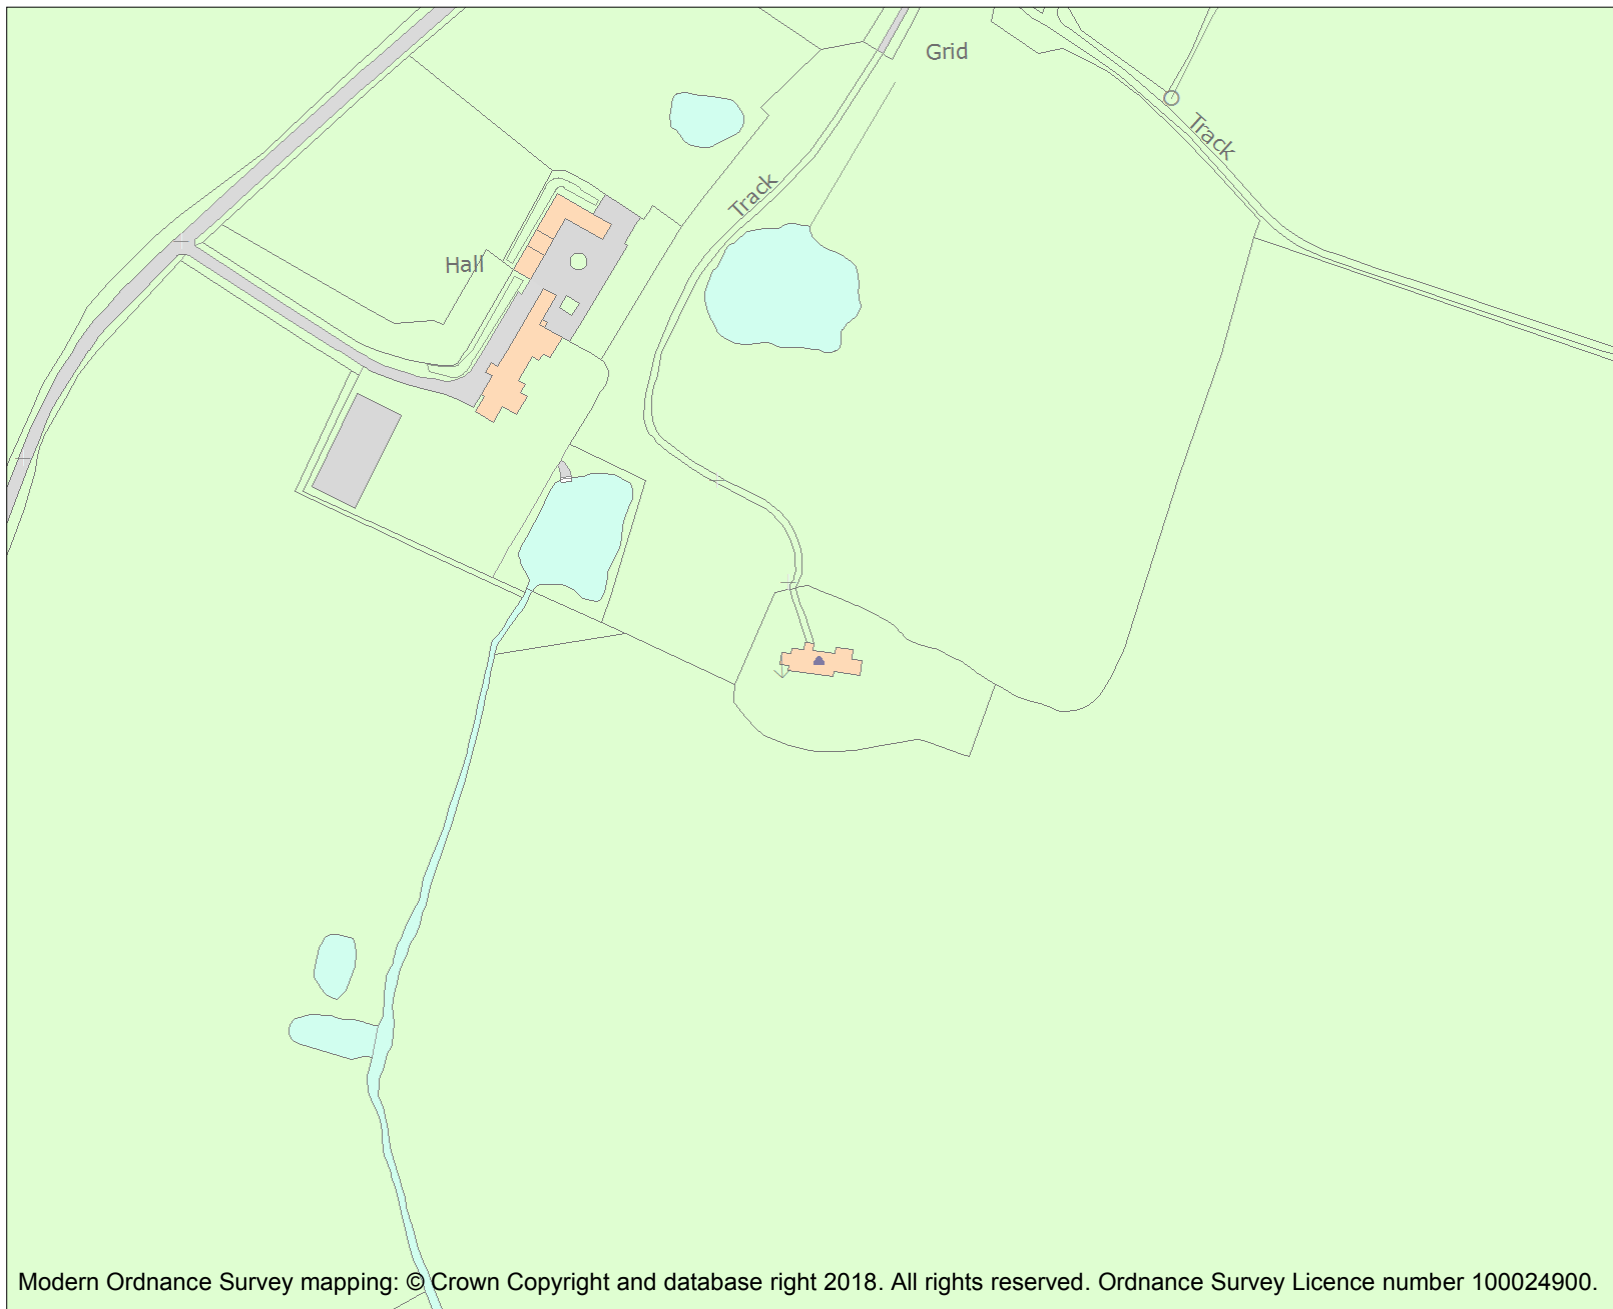 Grid
Track
Track
Hall
Modern Ordnance Survey mapping: © Crown Copyright and database right 2018. All rights reserved. Ordnance Survey Licence number 100024900.